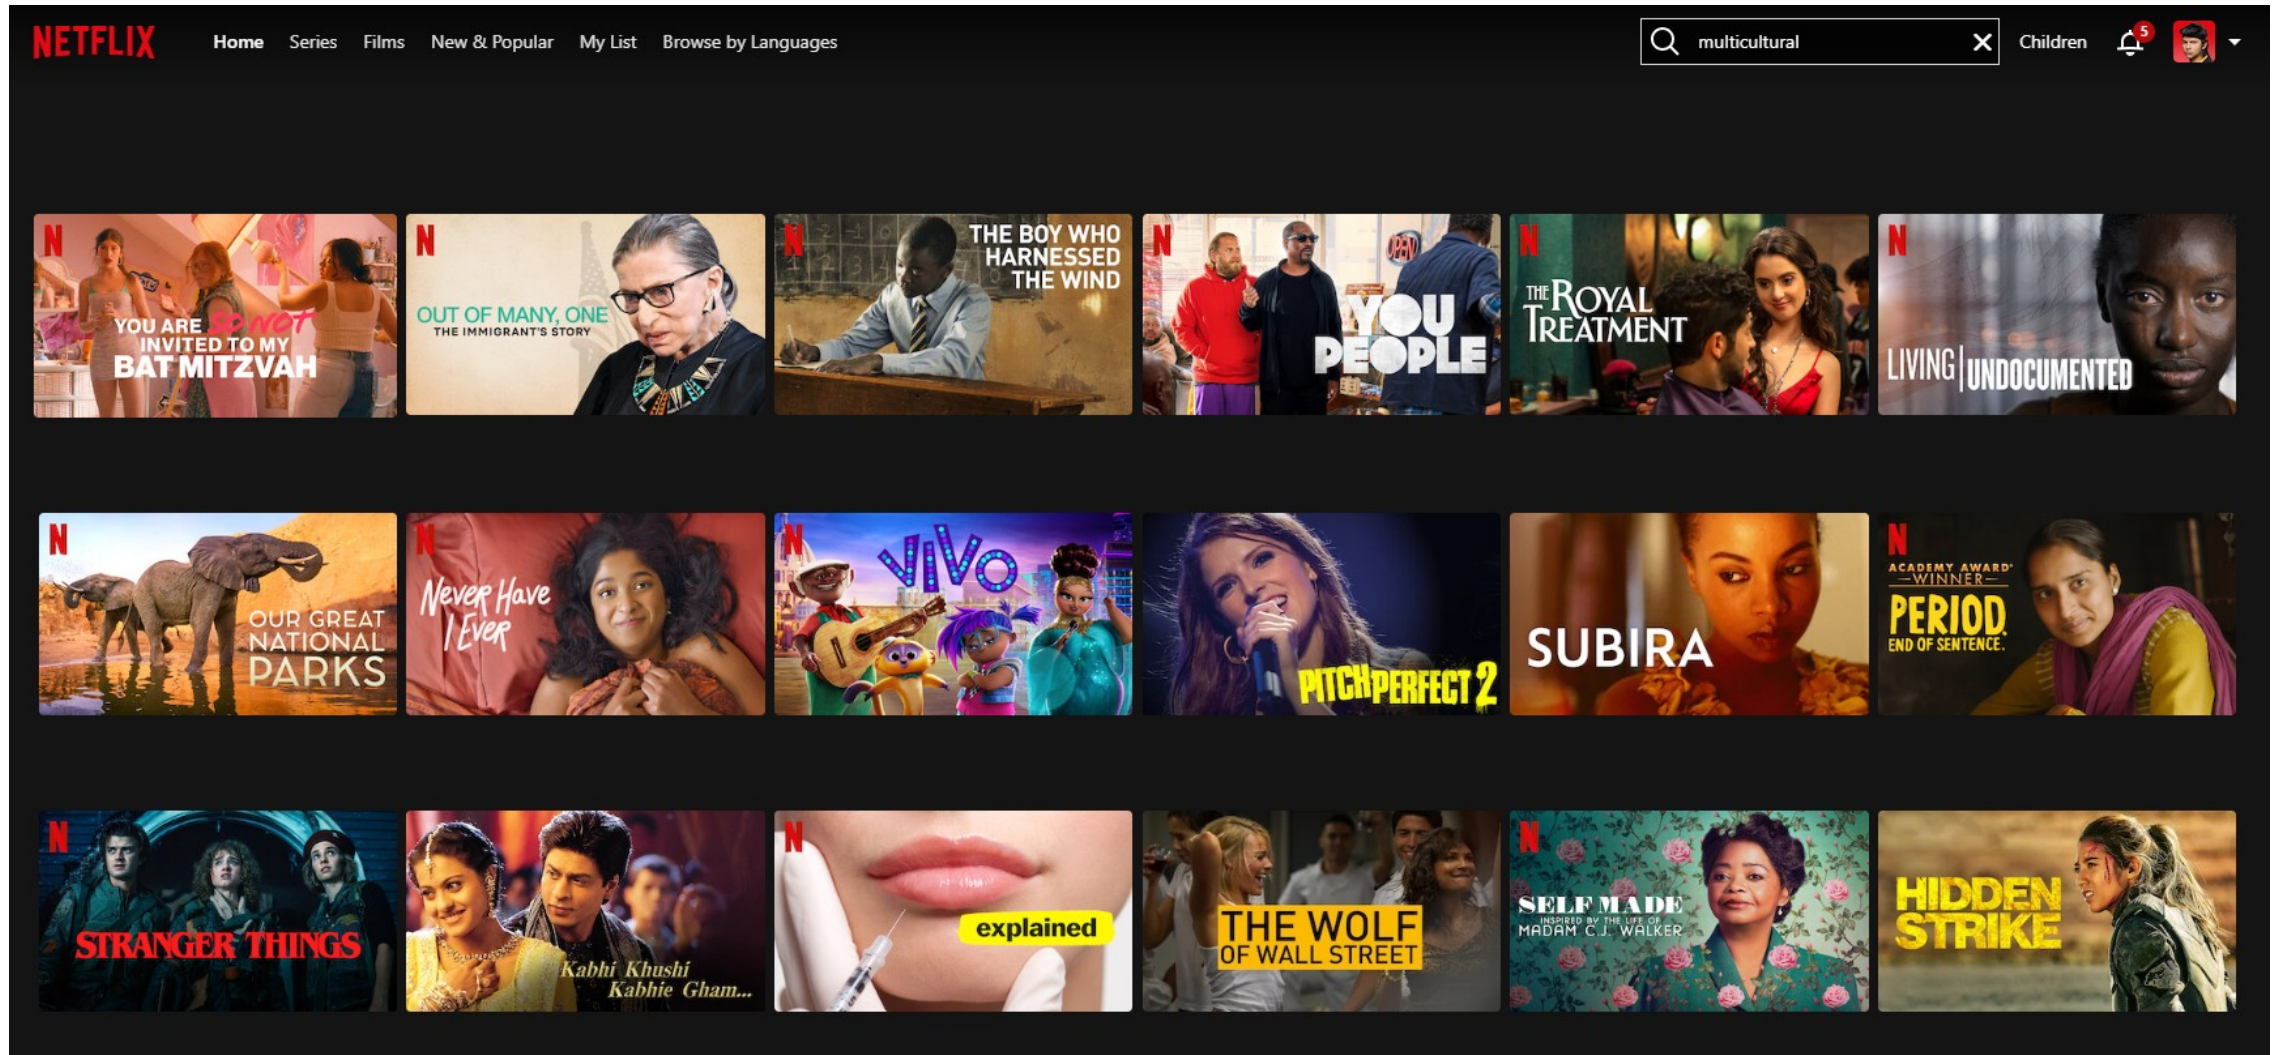 NETFLIX
Home Series Films New & Popular My List Browse by Languages
multicultural
Children
5
N
YOU ARE SO NOT
INVITED TO MY
BAT MITZVAH
N
OUT OF MANY, ONE
THE IMMIGRANT'S STORY
N
THE BOY WHO
HARNESSED
THE WIND
N
OPEN
YOU
PEOPLE
N
THE ROYAL
TREATMENT
N
LIVING | UNDOCUMENTED
N
OUR GREAT
NATIONAL
PARKS
N
Never Have
I Ever
N
VIVO
PITCH PERFECT 2
SUBIRA
N
ACADEMY AWARD®
WINNER
PERIOD.
END OF SENTENCE.
N
STRANGER THINGS
Kabhi Khushi
Kabhie Gham...
N
explained
THE WOLF
OF WALL STREET
N
SELF MADE
INSPIRED BY THE LIFE OF
MADAM C.J. WALKER
HIDDEN
STRIKE